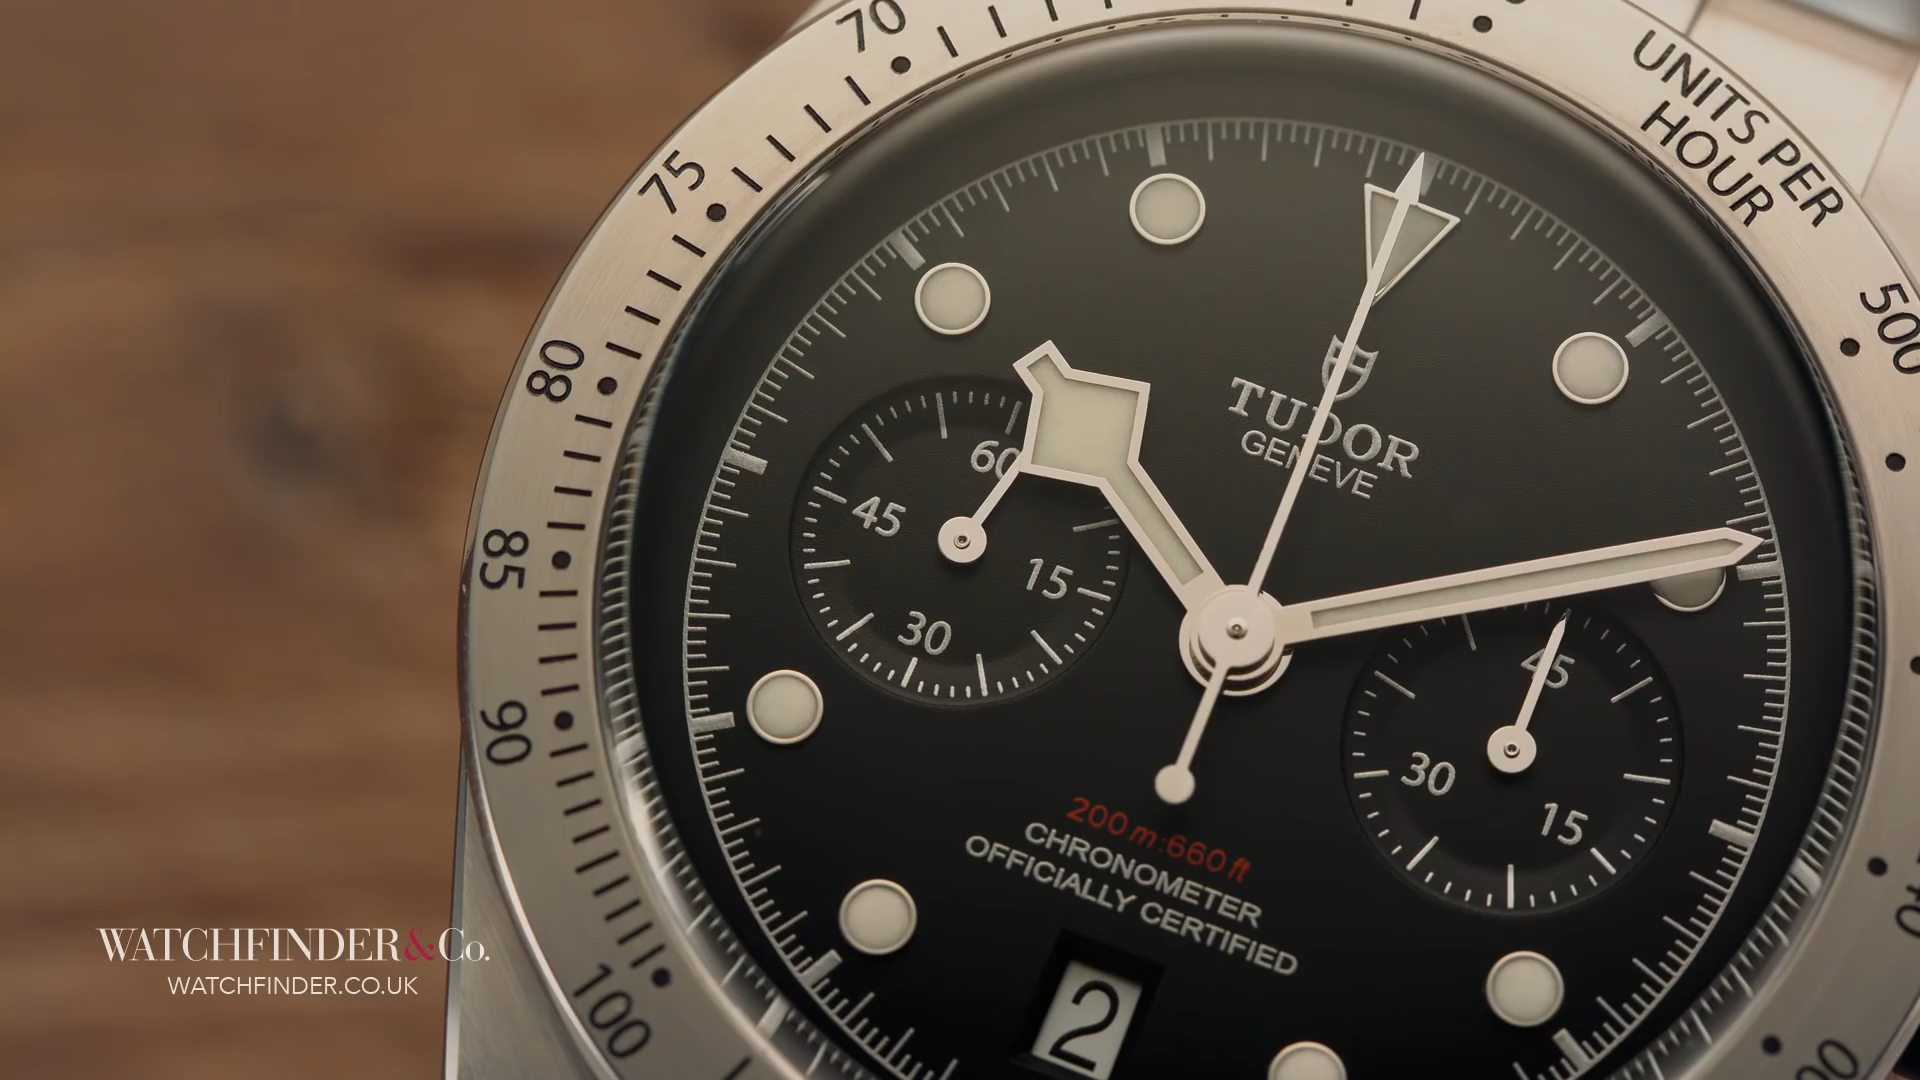 70
75
80
85
90
100
UNITS PER
HOUR
500
TUDOR
GENEVE
60
45
15
30
45
30
15
200m:660ft
CHRONOMETER
OFFICIALLY CERTIFIED
2
WATCHFINDER&Co.
WATCHFINDER.CO.UK